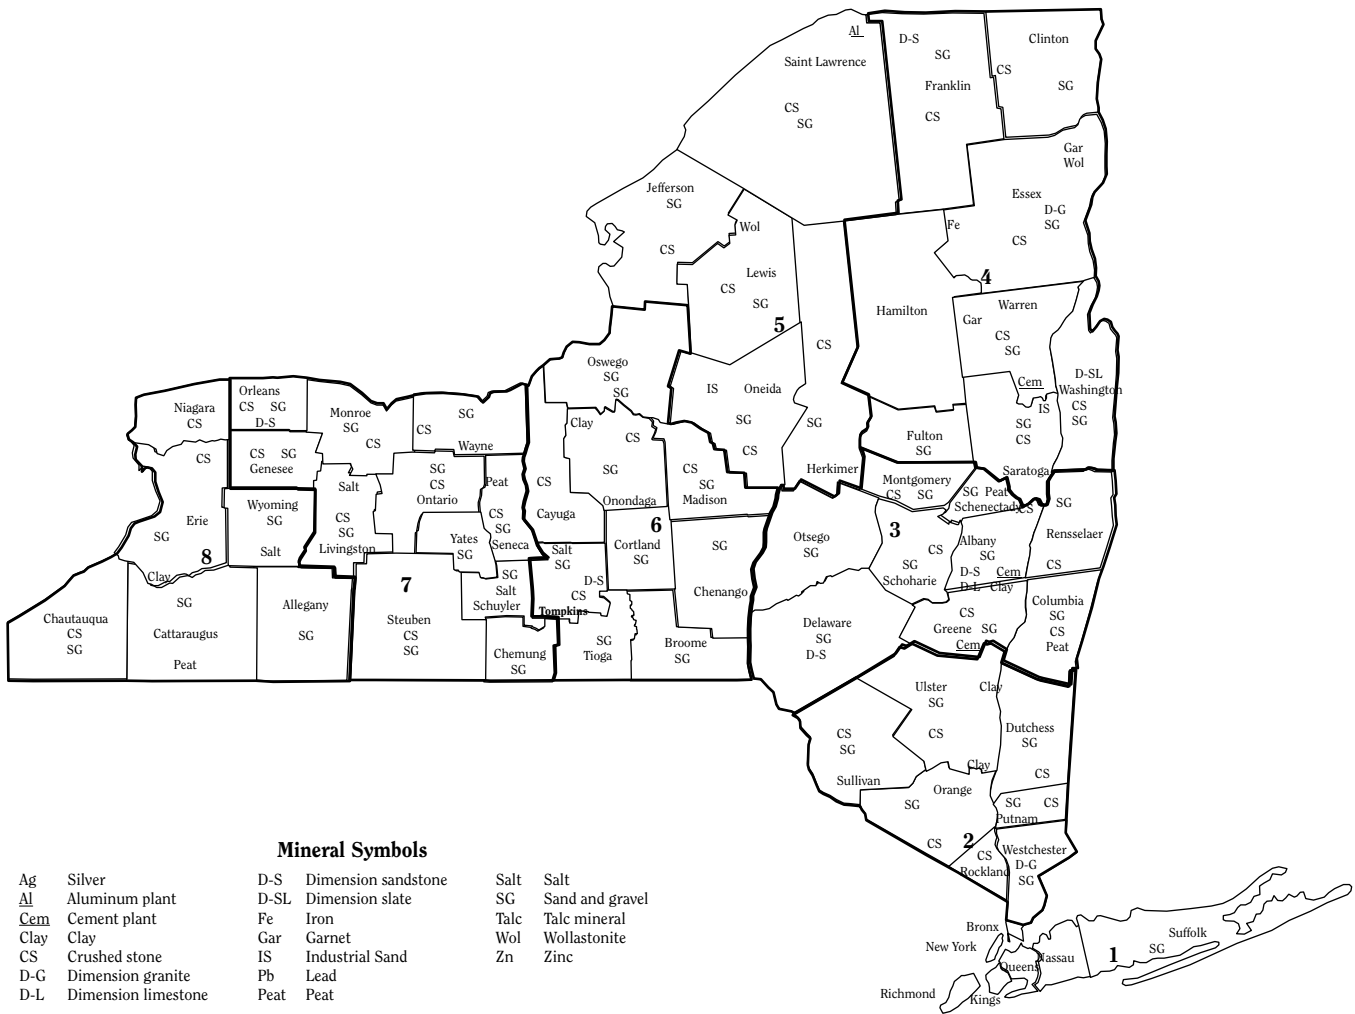 Al
D-S
SG
Clinton
Saint Lawrence
CS
Franklin
SG
CS
SG
CS
Gar
Wol
Jefferson
SG
Essex
D-G
SG
Wol
Fe
CS
CS
Lewis
CS
SG
4
Hamilton
Warren
Gar
5
CS
SG
CS
Oswego
SG
SG
D-SL
Washington
CS
SG
Cem
IS
SG
CS
Saratoga
IS
Oneida
SG
CS
SG
Herkimer
Fulton
SG
Orleans
CS SG
D-S
Niagara
CS
Monroe
SG
CS
SG
CS
Wayne
Clay
CS
SG
Onondaga
CS
SG
Genesee
CS
SG
CS
Ontario
Peat
CS
SG
Seneca
CS
Cayuga
CS
SG
Madison
Montgomery
CS SG
SG Peat
Schenectady
CS
SG
Rensselaer
CS
Salt
CS
SG
Livingston
Wyoming
SG
Salt
Erie
SG
8
Clay
Yates
SG
6
Cortland
SG
SG
Chenango
Otsego
SG
3
CS
SG
Schoharie
Albany
SG
D-S
Cem
D-L
Clay
Salt
SG
D-S
CS
Tompkins
SG
Salt
Schuyler
7
Steuben
CS
SG
Chemung
SG
SG
Tioga
Broome
SG
Chautauqua
CS
SG
SG
Cattaraugus
Peat
Allegany
SG
Delaware
SG
D-S
CS
Greene SG
Cem
Columbia
SG
CS
Peat
Ulster
SG
Clay
CS
Clay
Dutchess
SG
CS
CS
SG
Sullivan
Orange
SG
CS
SG CS
Putnam
2
CS
Rockland
Westchester
D-G
SG
Bronx
New York
Queens
Nassau
Richmond
Kings
1
Suffolk
SG
Mineral Symbols
Ag Silver
Al Aluminum plant
Cem Cement plant
Clay Clay
CS Crushed stone
D-G Dimension granite
D-L Dimension limestone
D-S Dimension sandstone
D-SL Dimension slate
Fe Iron
Gar Garnet
IS Industrial Sand
Pb Lead
Peat Peat
Salt Salt
SG Sand and gravel
Talc Talc mineral
Wol Wollastonite
Zn Zinc